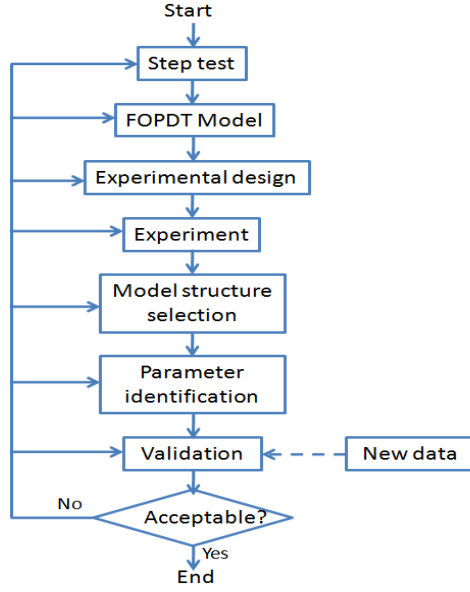 Start
Step test
FOPDT Model
Experimental design
Experiment
Model structure
selection
Parameter
identification
Validation
New data
No
Acceptable?
Yes
End